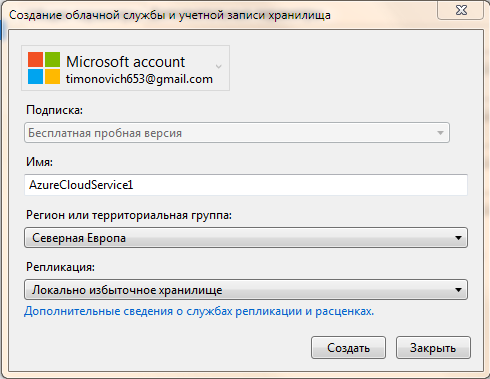 Создание облачной службы и учетной записи хранилища
Microsoft account
timonovich653@gmail.com
Подписка:
Бесплатная пробная версия
Имя:
AzureCloudService1
Регион или территориальная группа:
Северная Европа
Репликация:
Локально избыточное хранилище
Дополнительные сведения о службах репликации и расценках.
Создать Закрыть